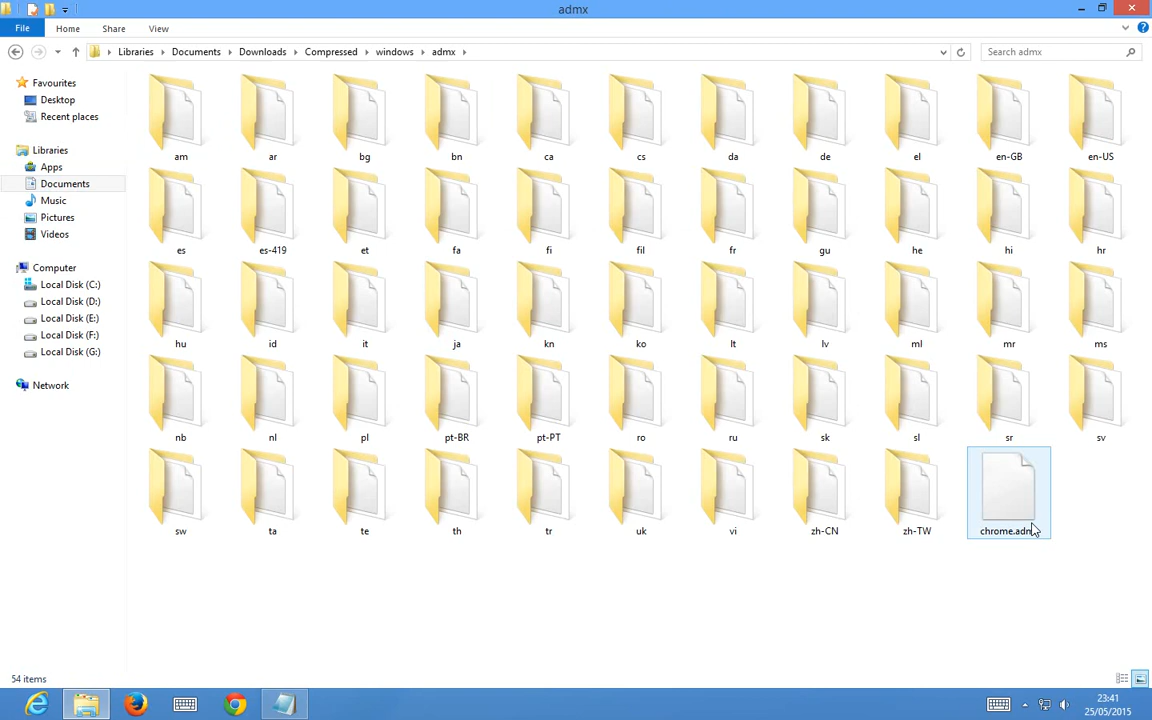 admx
File Home Share View
Libraries Documents Downloads Compressed windows admx
Search admx
Favourites
Desktop
Recent places
Libraries
Apps
Documents
Music
Pictures
Videos
Computer
Local Disk (C:)
Local Disk (D:)
Local Disk (E:)
Local Disk (F:)
Local Disk (G:)
Network
am ar bg bn ca cs da de el en-GB en-US
es es-419 et fa fi fil fr gu he hi hr
hu id it ja kn ko lt lv ml mr ms
nb nl pl pt-BR pt-PT ro ru sk sl sr sv
sw ta te th tr uk vi zh-CN zh-TW
54 items
23:41
25/05/2015